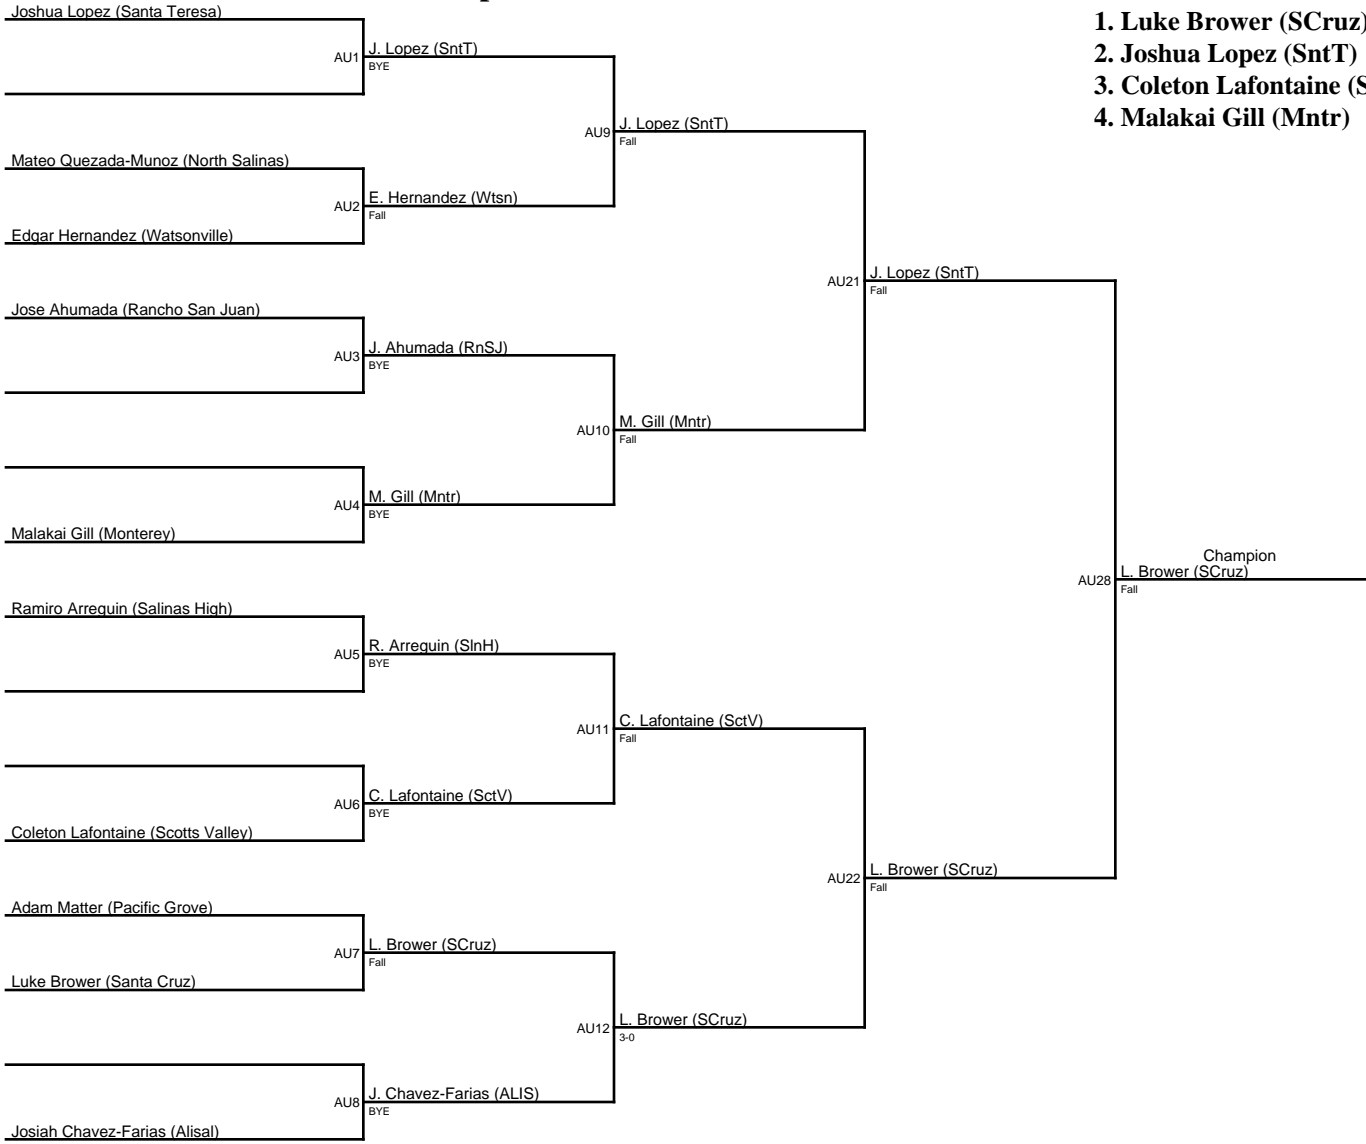 Joshua Lopez (Santa Teresa)
1. Luke Brower (SCruz)
2. Joshua Lopez (SntT)
3. Coleton Lafontaine (S
4. Malakai Gill (Mntr)
AU1
J. Lopez (SntT)
BYE
AU9
J. Lopez (SntT)
Fall
Mateo Quezada-Munoz (North Salinas)
AU2
E. Hernandez (Wtsn)
Fall
Edgar Hernandez (Watsonville)
AU21
J. Lopez (SntT)
Fall
Jose Ahumada (Rancho San Juan)
AU3
J. Ahumada (RnSJ)
BYE
AU10
M. Gill (Mntr)
Fall
AU4
M. Gill (Mntr)
BYE
Malakai Gill (Monterey)
Champion
AU28
L. Brower (SCruz)
Fall
Ramiro Arreguin (Salinas High)
AU5
R. Arreguin (SlnH)
BYE
AU11
C. Lafontaine (SctV)
Fall
AU6
C. Lafontaine (SctV)
BYE
Coleton Lafontaine (Scotts Valley)
AU22
L. Brower (SCruz)
Fall
Adam Matter (Pacific Grove)
AU7
L. Brower (SCruz)
Fall
Luke Brower (Santa Cruz)
AU12
L. Brower (SCruz)
3-0
AU8
J. Chavez-Farias (ALIS)
BYE
Josiah Chavez-Farias (Alisal)